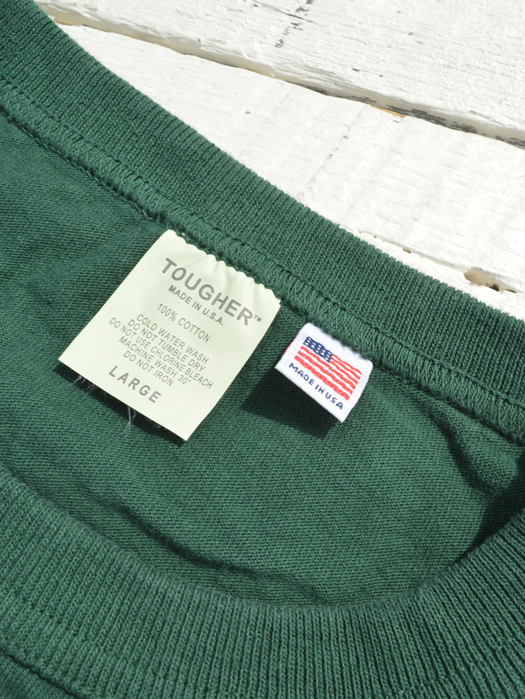 TOUGHER™
MADE IN U.S.A.
100% COTTON
COLD WATER WASH
DO NOT TUMBLE DRY
DO NOT USE CHLORINE BLEACH
MACHINE WASH 30°
DO NOT IRON
LARGE
MADE IN USA